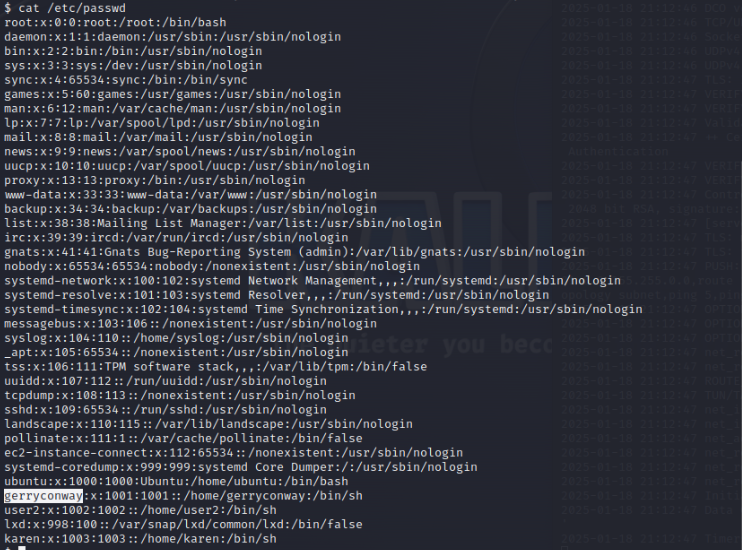 $ cat /etc/passwd
root:x:0:0:root:/root:/bin/bash
daemon:x:1:1:daemon:/usr/sbin:/usr/sbin/nologin
bin:x:2:2:bin:/bin:/usr/sbin/nologin
sys:x:3:3:sys:/dev:/usr/sbin/nologin
sync:x:4:65534:sync:/bin:/bin/sync
games:x:5:60:games:/usr/games:/usr/sbin/nologin
man:x:6:12:man:/var/cache/man:/usr/sbin/nologin
lp:x:7:7:lp:/var/spool/lpd:/usr/sbin/nologin
mail:x:8:8:mail:/var/mail:/usr/sbin/nologin
news:x:9:9:news:/var/spool/news:/usr/sbin/nologin
uucp:x:10:10:uucp:/var/spool/uucp:/usr/sbin/nologin
proxy:x:13:13:proxy:/bin:/usr/sbin/nologin
www-data:x:33:33:www-data:/var/www:/usr/sbin/nologin
backup:x:34:34:backup:/var/backups:/usr/sbin/nologin
list:x:38:38:Mailing List Manager:/var/list:/usr/sbin/nologin
irc:x:39:39:ircd:/var/run/ircd:/usr/sbin/nologin
gnats:x:41:41:Gnats Bug-Reporting System (admin):/var/lib/gnats:/usr/sbin/nologin
nobody:x:65534:65534:nobody:/nonexistent:/usr/sbin/nologin
systemd-network:x:100:102:systemd Network Management,,,:/run/systemd:/usr/sbin/nologin
systemd-resolve:x:101:103:systemd Resolver,,,:/run/systemd:/usr/sbin/nologin
systemd-timesync:x:102:104:systemd Time Synchronization,,,:/run/systemd:/usr/sbin/nologin
messagebus:x:103:106::/nonexistent:/usr/sbin/nologin
syslog:x:104:110::/home/syslog:/usr/sbin/nologin
_apt:x:105:65534::/nonexistent:/usr/sbin/nologin
tss:x:106:111:TPM software stack,,,:/var/lib/tpm:/bin/false
uuidd:x:107:112::/run/uuidd:/usr/sbin/nologin
tcpdump:x:108:113::/nonexistent:/usr/sbin/nologin
sshd:x:109:65534::/run/sshd:/usr/sbin/nologin
landscape:x:110:115::/var/lib/landscape:/usr/sbin/nologin
pollinate:x:111:1::/var/cache/pollinate:/bin/false
ec2-instance-connect:x:112:65534::/nonexistent:/usr/sbin/nologin
systemd-coredump:x:999:999:systemd Core Dumper:/:/usr/sbin/nologin
ubuntu:x:1000:1000:Ubuntu:/home/ubuntu:/bin/bash
gerryconway:x:1001:1001::/home/gerryconway:/bin/sh
user2:x:1002:1002::/home/user2:/bin/sh
lxd:x:998:100::/var/snap/lxd/common/lxd:/bin/false
karen:x:1003:1003::/home/karen:/bin/sh